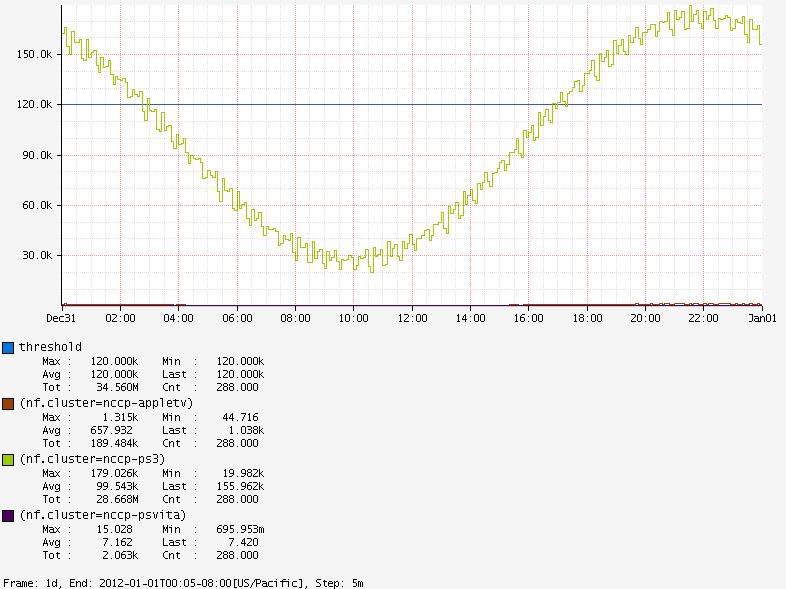 150.0k
120.0k
90.0k
60.0k
30.0k
Dec31 02:00 04:00 06:00 08:00 10:00 12:00 14:00 16:00 18:00 20:00 22:00 Jan01
threshold
Max : 120.000k Min : 120.000k
Avg : 120.000k Last : 120.000k
Tot : 34.560M Cnt : 288.000
(nf.cluster=nccp-appletv)
Max : 1.315k Min : 44.716
Avg : 657.932 Last : 1.038k
Tot : 189.484k Cnt : 288.000
(nf.cluster=nccp-ps3)
Max : 179.026k Min : 19.982k
Avg : 99.543k Last : 155.962k
Tot : 28.668M Cnt : 288.000
(nf.cluster=nccp-psvita)
Max : 15.028 Min : 695.953m
Avg : 7.162 Last : 7.420
Tot : 2.063k Cnt : 288.000
Frame: 1d, End: 2012-01-01T00:05-08:00[US/Pacific], Step: 5m